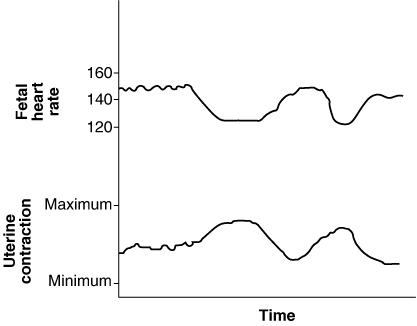 Fetal
heart
rate
160
140
120
Uterine
contraction
Maximum
Minimum
Time